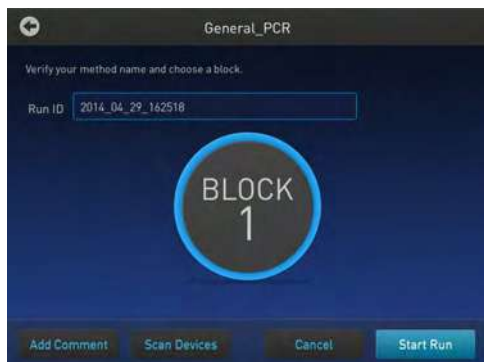 General_PCR
Verify your method name and choose a block.
Run ID 2014_04_29_162518
BLOCK
1
Add Comment Scan Devices Cancel Start Run